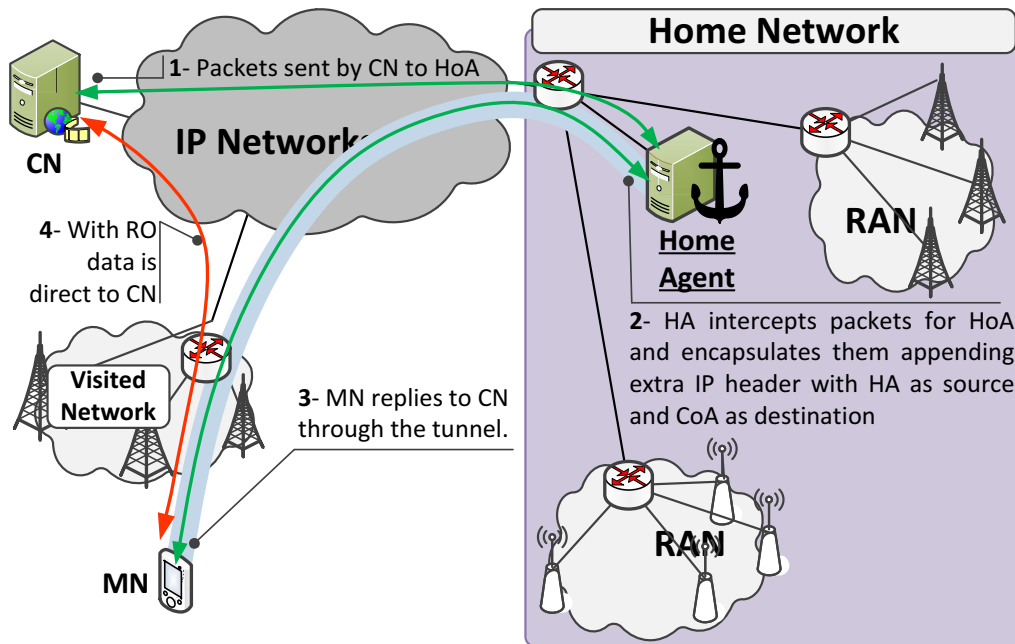 Home Network
1- Packets sent by CN to HoA
IP Network
CN
RAN
4- With RO
data is
direct to CN
Home
Agent
2- HA intercepts packets for HoA
and encapsulates them appending
extra IP header with HA as source
and CoA as destination
Visited
Network
3- MN replies to CN
through the tunnel.
RAN
MN